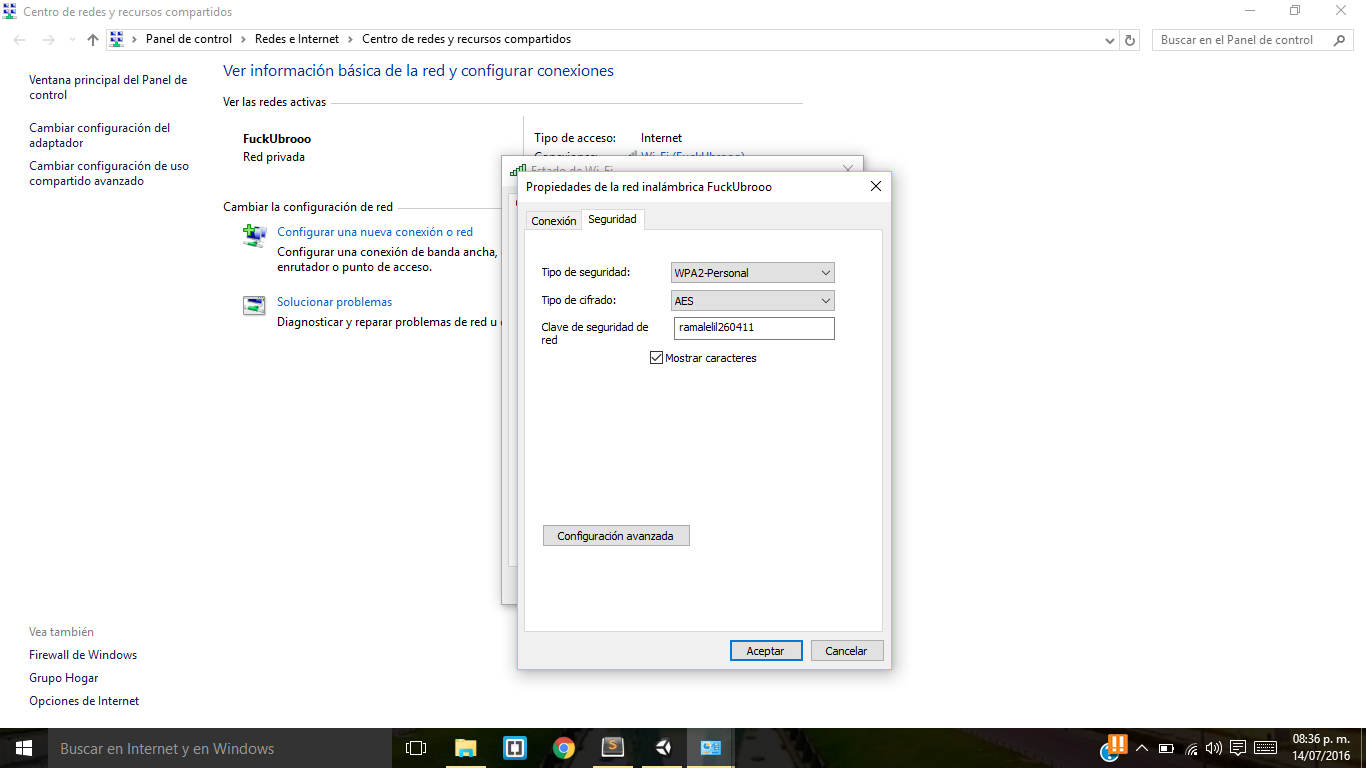 Centro de redes y recursos compartidos
Panel de control > Redes e Internet > Centro de redes y recursos compartidos
Buscar en el Panel de control
Ventana principal del Panel de
control
Cambiar configuración del
adaptador
Cambiar configuración de uso
compartido avanzado
Ver información básica de la red y configurar conexiones
Ver las redes activas
FuckUbrooo
Red privada
Tipo de acceso: Internet
Conexiones: Wi-Fi (FuckUbrooo)
Cambiar la configuración de red
Configurar una nueva conexión o red
Configurar una conexión de banda ancha,
enrutador o punto de acceso.
Solucionar problemas
Diagnosticar y reparar problemas de red u
Estado de Wi-Fi
Propiedades de la red inalámbrica FuckUbrooo
Conexión
Seguridad
Tipo de seguridad: WPA2-Personal
Tipo de cifrado: AES
Clave de seguridad de
red
ramalelil260411
Mostrar caracteres
Configuración avanzada
Aceptar
Cancelar
Vea también
Firewall de Windows
Grupo Hogar
Opciones de Internet
Buscar en Internet y en Windows
08:36 p. m.
14/07/2016